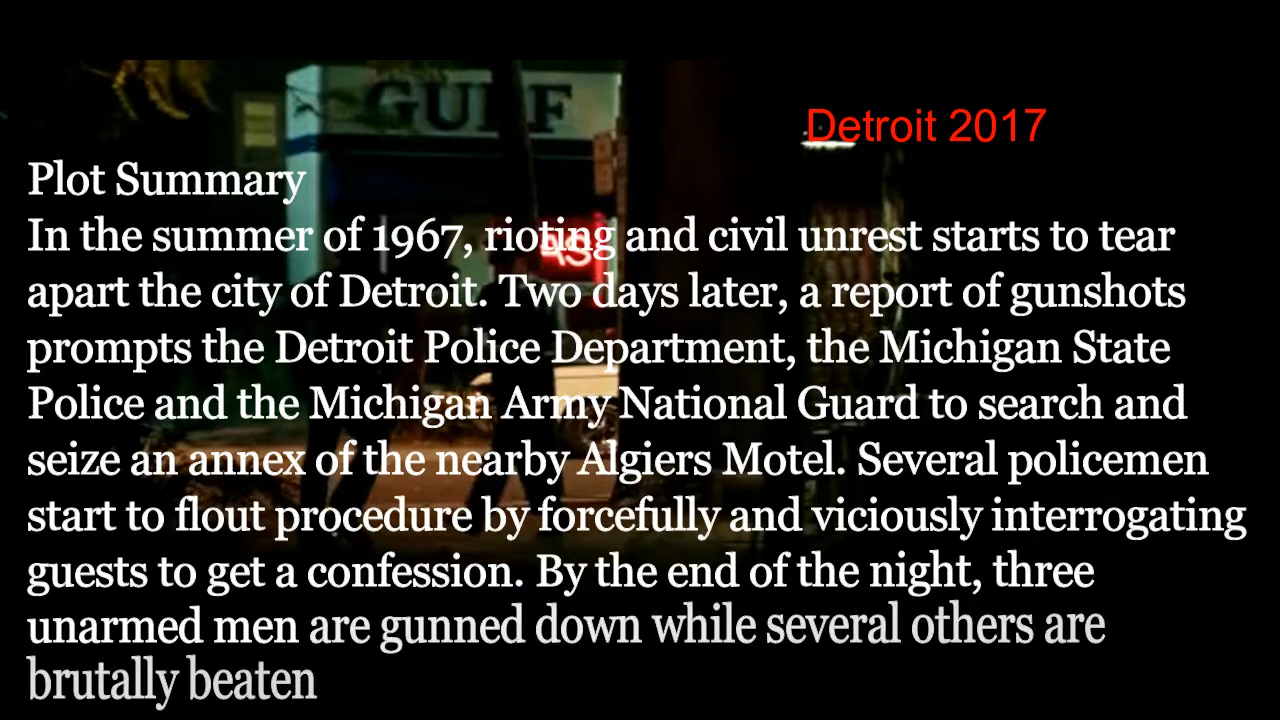 GULF
Detroit 2017
Plot Summary
In the summer of 1967, rioting and civil unrest starts to tear
apart the city of Detroit. Two days later, a report of gunshots
prompts the Detroit Police Department, the Michigan State
Police and the Michigan Army National Guard to search and
seize an annex of the nearby Algiers Motel. Several policemen
start to flout procedure by forcefully and viciously interrogating
guests to get a confession. By the end of the night, three
unarmed men are gunned down while several others are
brutally beaten